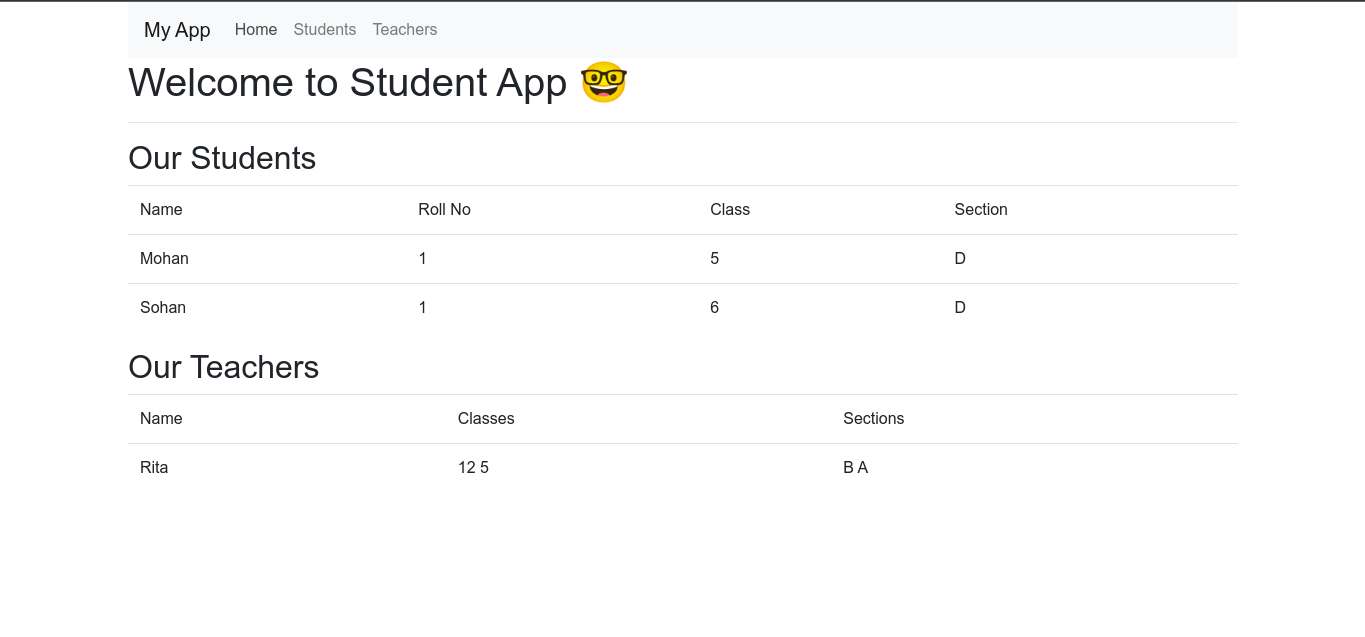 My App Home Students Teachers
Welcome to Student App 🤓
Our Students
Name Roll No Class Section
Mohan 1 5 D
Sohan 1 6 D
Our Teachers
Name Classes Sections
Rita 12 5 B A